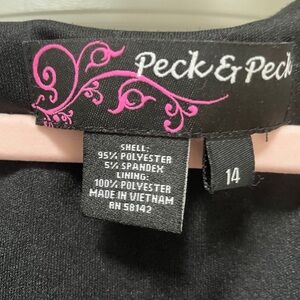 Peck & Peck
SHELL:
95% POLYESTER
5% SPANDEX
LINING:
100% POLYESTER
MADE IN VIETNAM
RN 58142
14